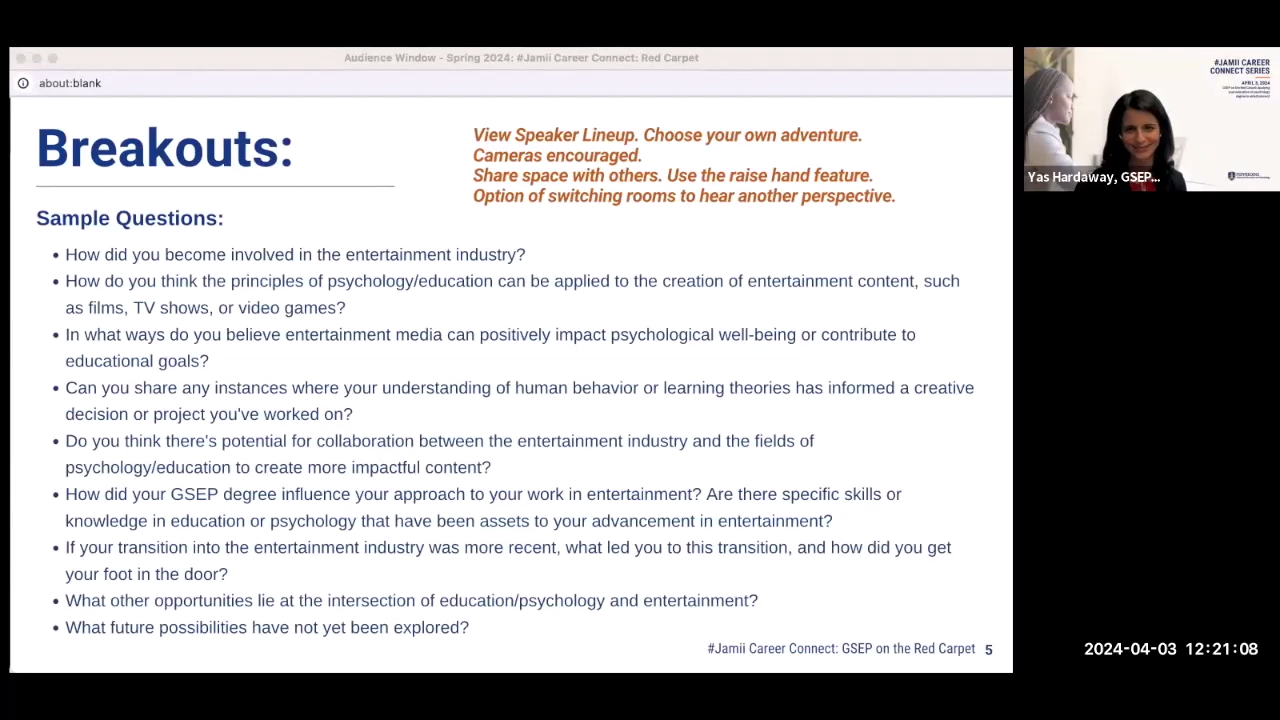 Audience Window - Spring 2024: #Jamii Career Connect: Red Carpet
about:blank
Breakouts:
View Speaker Lineup. Choose your own adventure.
Cameras encouraged.
Share space with others. Use the raise hand feature.
Option of switching rooms to hear another perspective.
Sample Questions:
• How did you become involved in the entertainment industry?
• How do you think the principles of psychology/education can be applied to the creation of entertainment content, such
as films, TV shows, or video games?
• In what ways do you believe entertainment media can positively impact psychological well-being or contribute to
educational goals?
• Can you share any instances where your understanding of human behavior or learning theories has informed a creative
decision or project you've worked on?
• Do you think there's potential for collaboration between the entertainment industry and the fields of
psychology/education to create more impactful content?
• How did your GSEP degree influence your approach to your work in entertainment? Are there specific skills or
knowledge in education or psychology that have been assets to your advancement in entertainment?
• If your transition into the entertainment industry was more recent, what led you to this transition, and how did you get
your foot in the door?
• What other opportunities lie at the intersection of education/psychology and entertainment?
• What future possibilities have not yet been explored?
#Jamii Career Connect: GSEP on the Red Carpet 5
#JAMII CAREER
CONNECT SERIES
APRIL 3, 2024
Yas Hardaway, GSEP...
2024-04-03 12:21:08